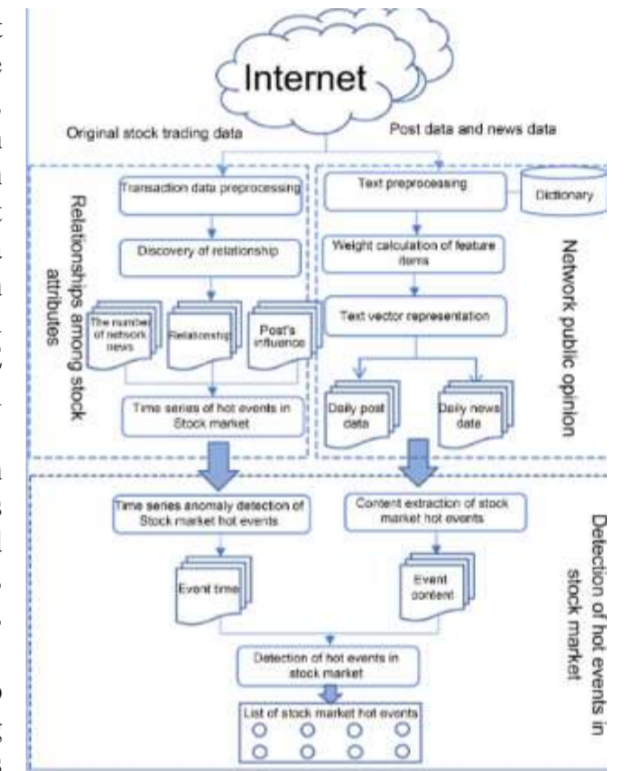 Internet
Original stock trading data
Post data and news data
Transaction data preprocessing
Discovery of relationship
The number
of network
news
Relationship
Post's
influence
Time series of hot events in
Stock market
Relationships among stock
attributes
Text preprocessing
Dictionary
Weight calculation of feature
items
Text vector representation
Daily post
data
Daily news
data
Network public opinion
Time series anomaly detection of
Stock market hot events
Content extraction of stock
market hot events
Event time
Event
content
Detection of hot events in
stock market
List of stock market hot events
Detection of hot events in
stock market